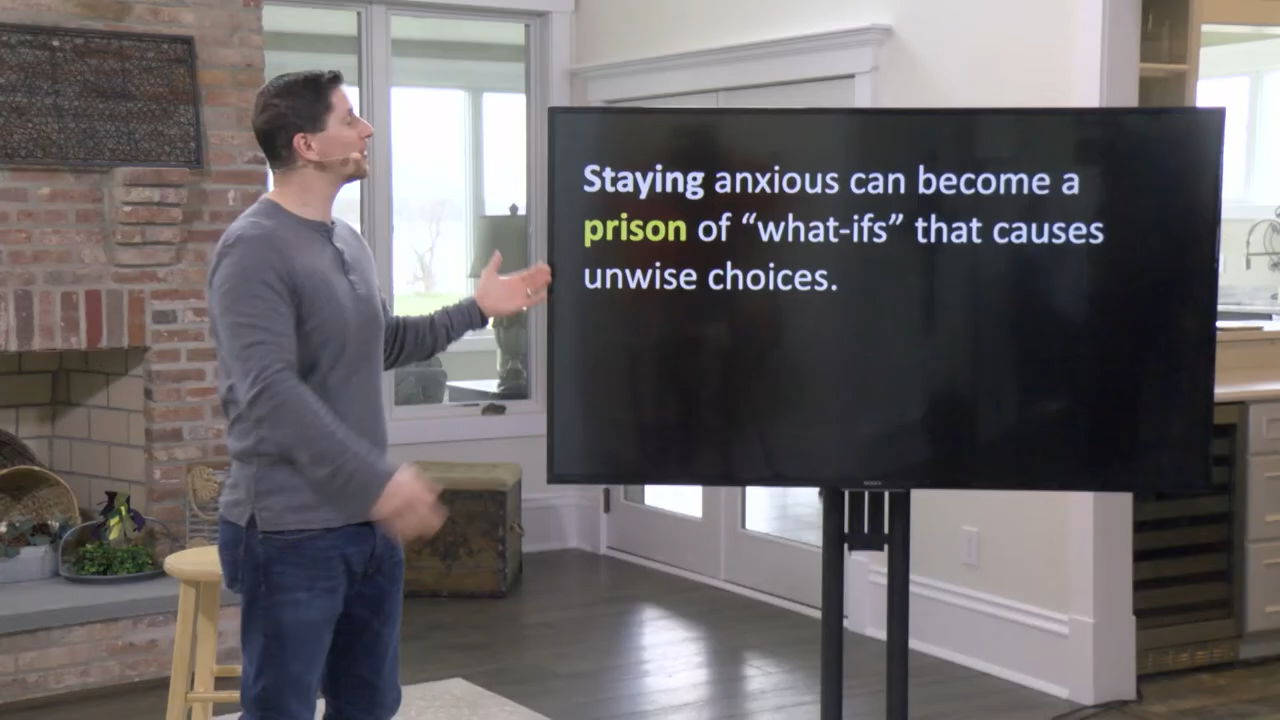 Staying anxious can become a
prison of “what-ifs” that causes
unwise choices.